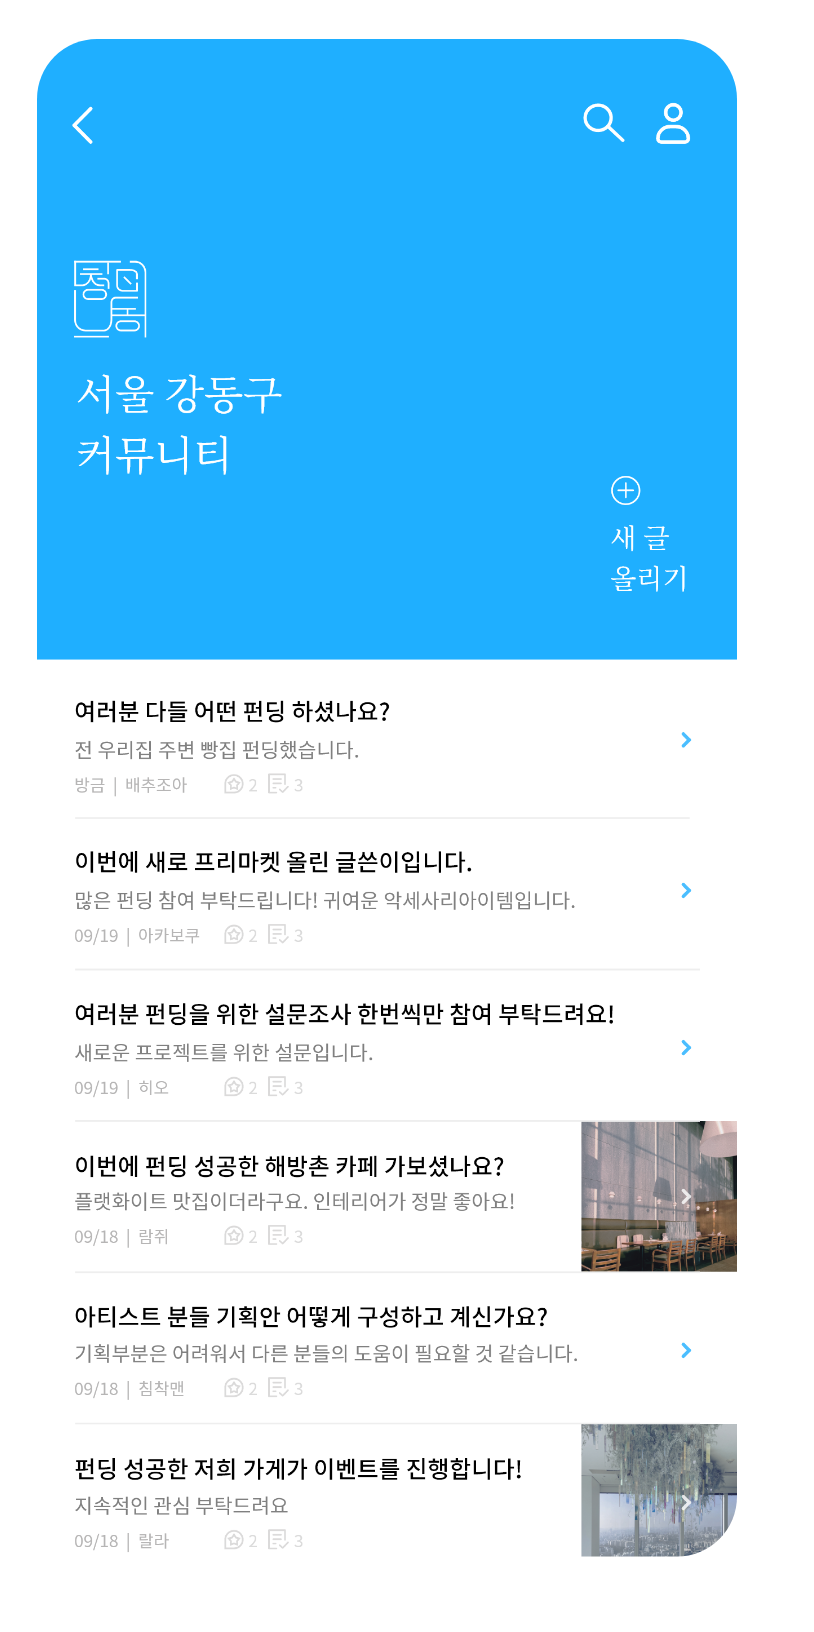 서울 강동구
커뮤니티
새 글
올리기
여러분 다들 어떤 펀딩 하셨나요?
전 우리집 주변 빵집 펀딩했습니다.
방금 | 배추조아 2 3
이번에 새로 프리마켓 올린 글쓴이입니다.
많은 펀딩 참여 부탁드립니다! 귀여운 악세사리아이템입니다.
09/19 | 아카보쿠 2 3
여러분 펀딩을 위한 설문조사 한번씩만 참여 부탁드려요!
새로운 프로젝트를 위한 설문입니다.
09/19 | 히오 2 3
이번에 펀딩 성공한 해방촌 카페 가보셨나요?
플랫화이트 맛집이더라구요. 인테리어가 정말 좋아요!
09/18 | 람쥐 2 3
아티스트 분들 기획안 어떻게 구성하고 계신가요?
기획부분은 어려워서 다른 분들의 도움이 필요할 것 같습니다.
09/18 | 침착맨 2 3
펀딩 성공한 저희 가게가 이벤트를 진행합니다!
지속적인 관심 부탁드려요
09/18 | 랄라 2 3